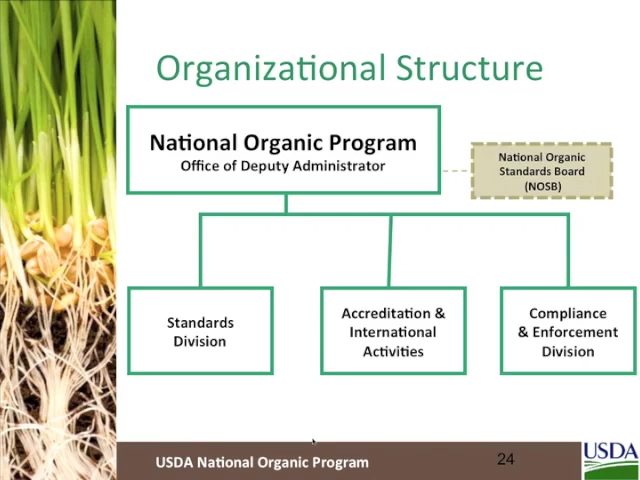 Organizational Structure
National Organic Program
Office of Deputy Administrator
National Organic
Standards Board
(NOSB)
Standards
Division
Accreditation &
International
Activities
Compliance
& Enforcement
Division
USDA National Organic Program
24
USDA